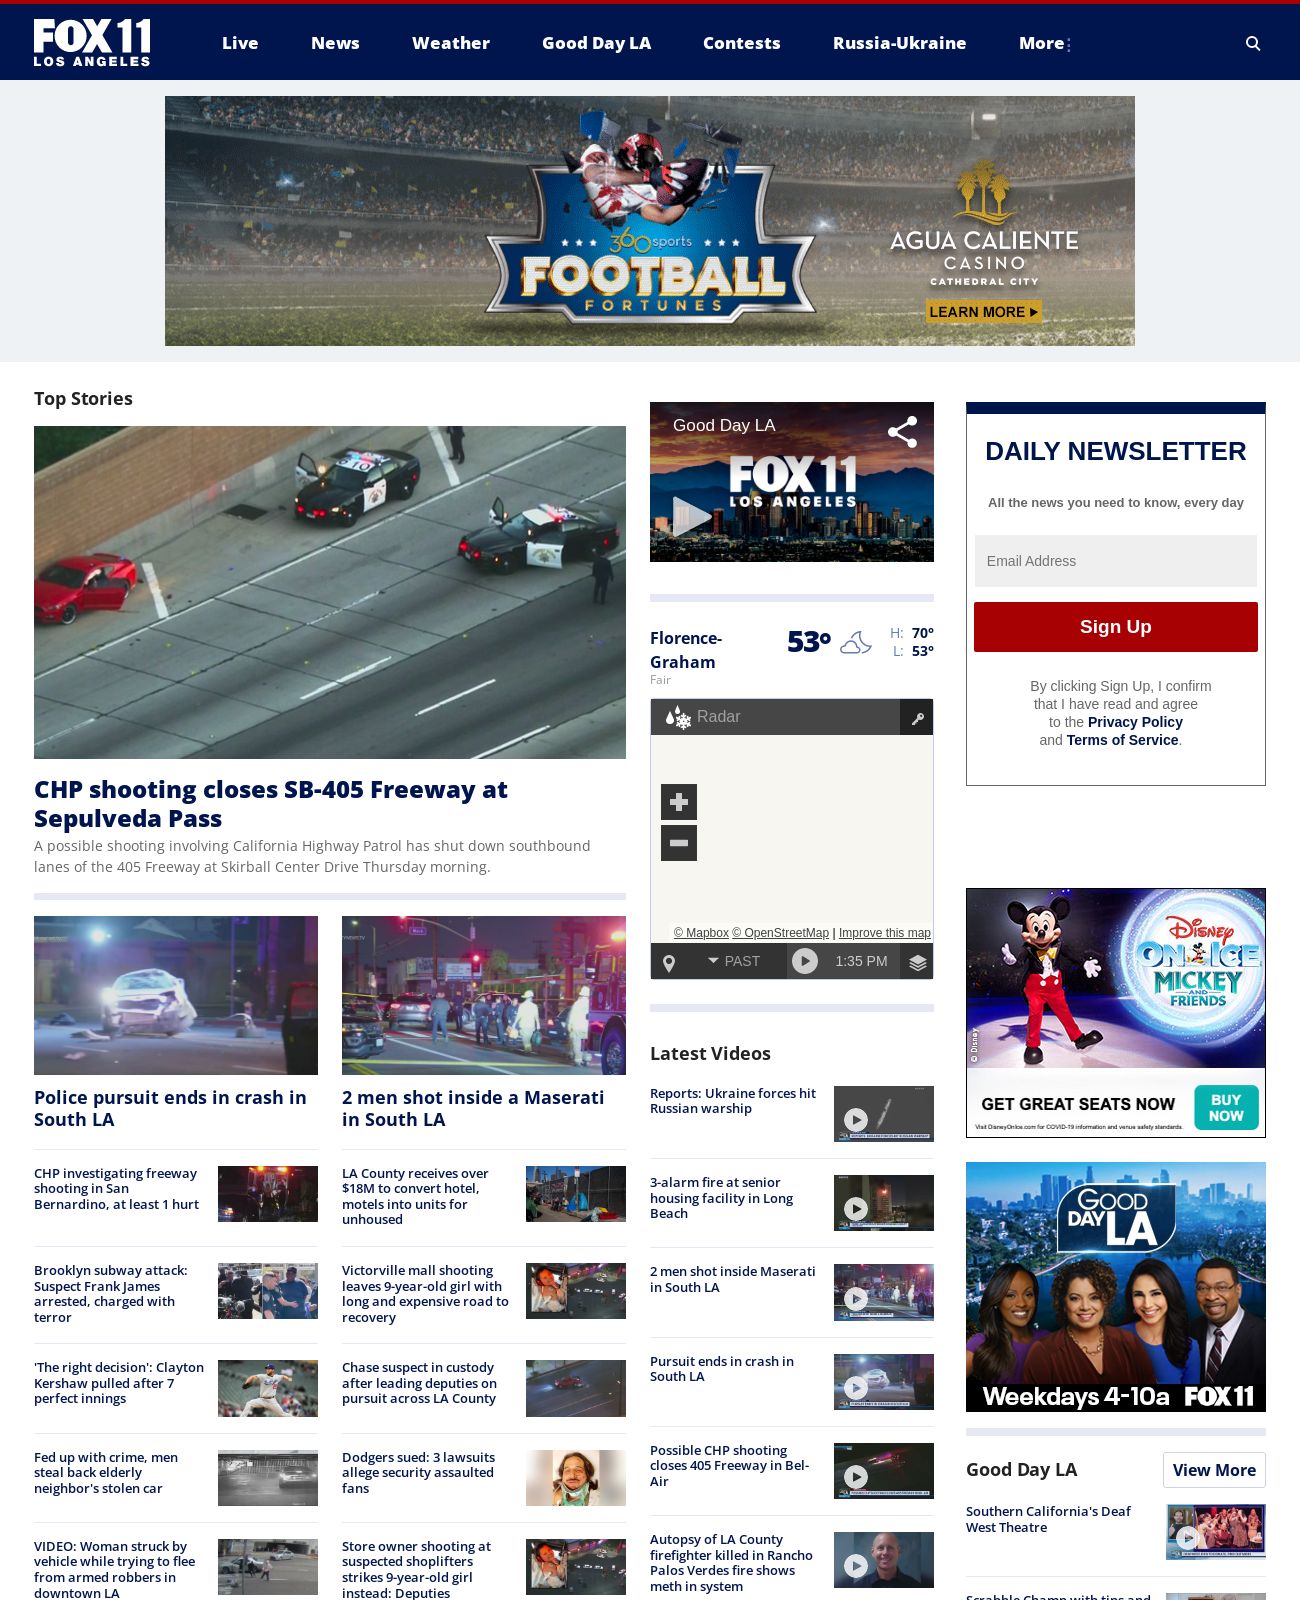 FOX 11
LOS ANGELES
Live
News
Weather
Good Day LA
Contests
Russia-Ukraine
More
360 sports
FOOTBALL
FORTUNES
AGUA CALIENTE
CASINO
CATHEDRAL CITY
LEARN MORE
Top Stories
CHP shooting closes SB-405 Freeway at
Sepulveda Pass
A possible shooting involving California Highway Patrol has shut down southbound
lanes of the 405 Freeway at Skirball Center Drive Thursday morning.
Police pursuit ends in crash in
South LA
2 men shot inside a Maserati
in South LA
CHP investigating freeway
shooting in San
Bernardino, at least 1 hurt
LA County receives over
$18M to convert hotel,
motels into units for
unhoused
Brooklyn subway attack:
Suspect Frank James
arrested, charged with
terror
Victorville mall shooting
leaves 9-year-old girl with
long and expensive road to
recovery
'The right decision': Clayton
Kershaw pulled after 7
perfect innings
Chase suspect in custody
after leading deputies on
pursuit across LA County
Fed up with crime, men
steal back elderly
neighbor's stolen car
Dodgers sued: 3 lawsuits
allege security assaulted
fans
VIDEO: Woman struck by
vehicle while trying to flee
from armed robbers in
downtown LA
Store owner shooting at
suspected shoplifters
strikes 9-year-old girl
instead: Deputies
Good Day LA
FOX 11
LOS ANGELES
Florence-
Graham
Fair
53°
H: 70°
L: 53°
Radar
© Mapbox © OpenStreetMap | Improve this map
PAST
1:35 PM
Latest Videos
Reports: Ukraine forces hit
Russian warship
3-alarm fire at senior
housing facility in Long
Beach
2 men shot inside Maserati
in South LA
Pursuit ends in crash in
South LA
Possible CHP shooting
closes 405 Freeway in Bel-
Air
Autopsy of LA County
firefighter killed in Rancho
Palos Verdes fire shows
meth in system
DAILY NEWSLETTER
All the news you need to know, every day
Email Address
Sign Up
By clicking Sign Up, I confirm
that I have read and agree
to the Privacy Policy
and Terms of Service.
Disney
ON ICE
MICKEY
AND
FRIENDS
© Disney
GET GREAT SEATS NOW
BUY
NOW
Visit DisneyOnIce.com for COVID-19 information and venue safety standards.
GOOD
DAY LA
Weekdays 4-10a FOX 11
Good Day LA
View More
Southern California's Deaf
West Theatre
Scrabble Champ with tips and